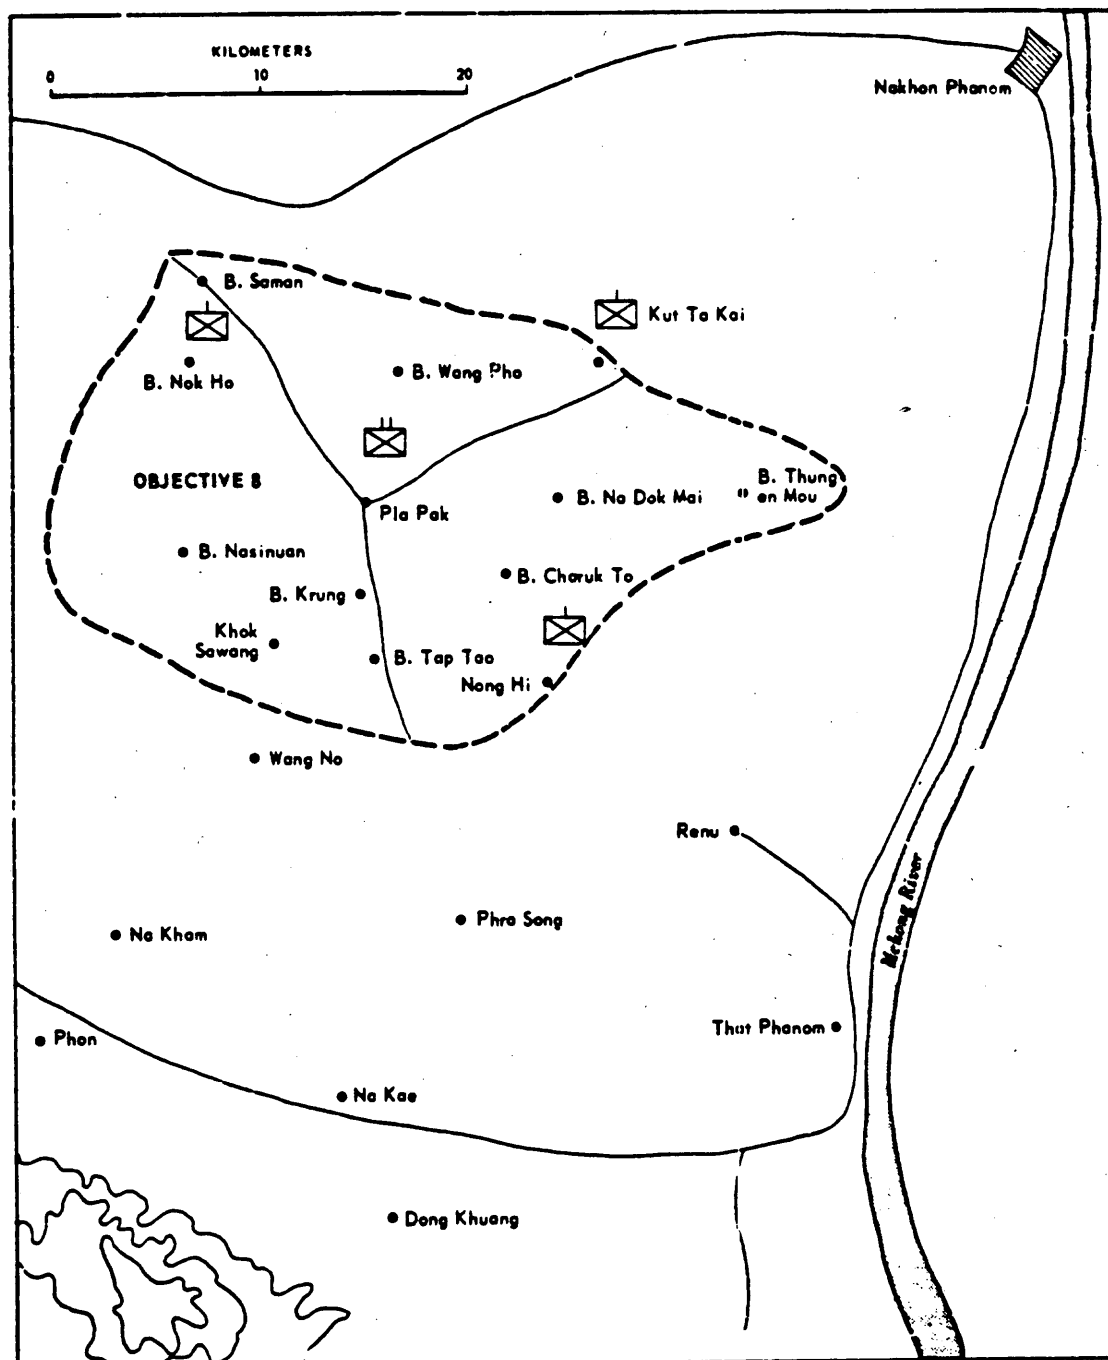 KILOMETERS
0 10 20
Nakhon Phanom
B. Saman
Kut Ta Kai
B. Nok Ho
B. Wang Pho
OBJECTIVE 8
Pla Pak
B. Na Dok Mai
B. Thung
en Mou
B. Nasinuan
B. Charuk To
B. Krung
Khok
Sawang
B. Tap Tao
Nong Hi
Wang No
Renu
Mekong River
Na Kham
Phra Song
Phon
That Phanom
Na Kae
Dong Khuang